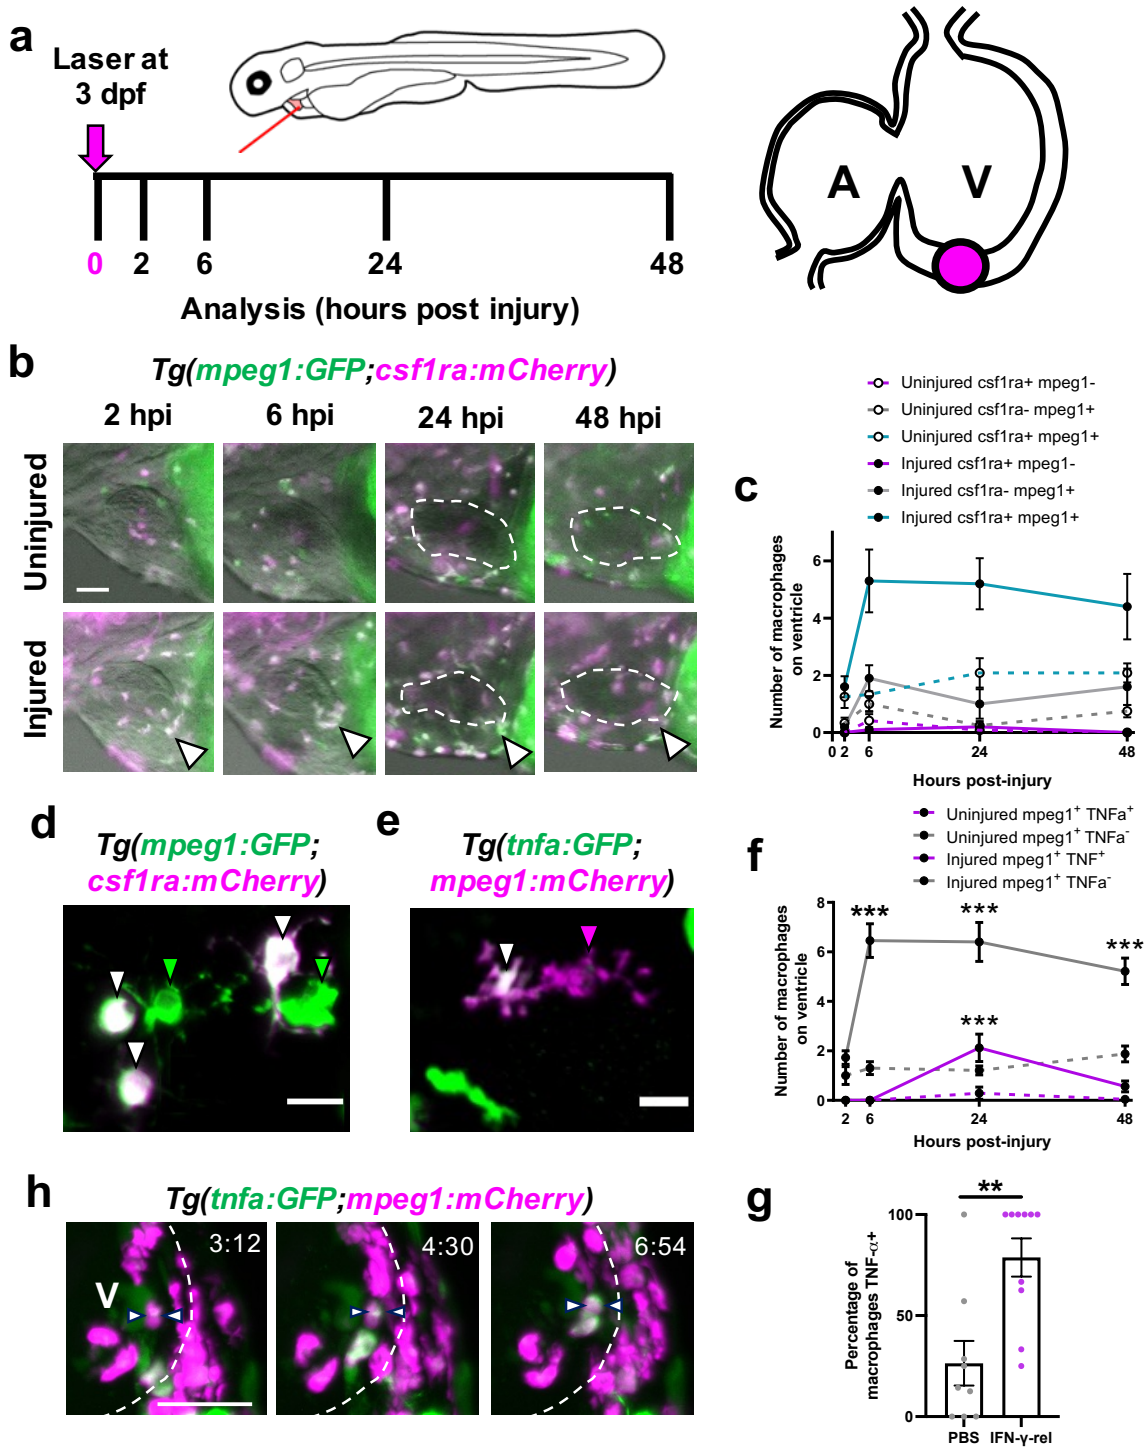 a
Laser at
3 dpf
0 2 6 24 48
Analysis (hours post injury)
A V
b
Tg(mpeg1:GFP;csf1ra:mCherry)
2 hpi 6 hpi 24 hpi 48 hpi
Uninjured
Injured
c
Uninjured csf1ra+ mpeg1-
Uninjured csf1ra- mpeg1+
Uninjured csf1ra+ mpeg1+
Injured csf1ra+ mpeg1-
Injured csf1ra- mpeg1+
Injured csf1ra+ mpeg1+
Number of macrophages
on ventricle
6
4
2
0
0 2 6 24 48
Hours post-injury
d
Tg(mpeg1:GFP;
csf1ra:mCherry)
e
Tg(tnfa:GFP;
mpeg1:mCherry)
f
Uninjured mpeg1+ TNFa+
Uninjured mpeg1+ TNFa-
Injured mpeg1+ TNF+
Injured mpeg1+ TNFa-
Number of macrophages
on ventricle
8
6
4
2
0
*** *** ***
***
2 6 24 48
Hours post-injury
h
Tg(tnfa:GFP;mpeg1:mCherry)
3:12 4:30 6:54
V
g
**
Percentage of
macrophages TNF-α+
100
50
0
PBS IFN-γ-rel